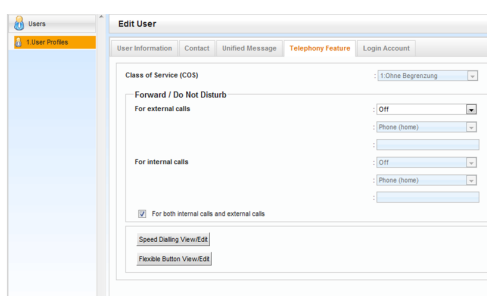 Users
Edit User
1.User Profiles
User Information Contact Unified Message Telephony Feature Login Account
Class of Service (COS) : 1:Ohne Begrenzung
Forward / Do Not Disturb
For external calls : Off
: Phone (home)
:
For internal calls : Off
: Phone (home)
:
For both internal calls and external calls
Speed Dialling View/Edit
Flexible Button View/Edit